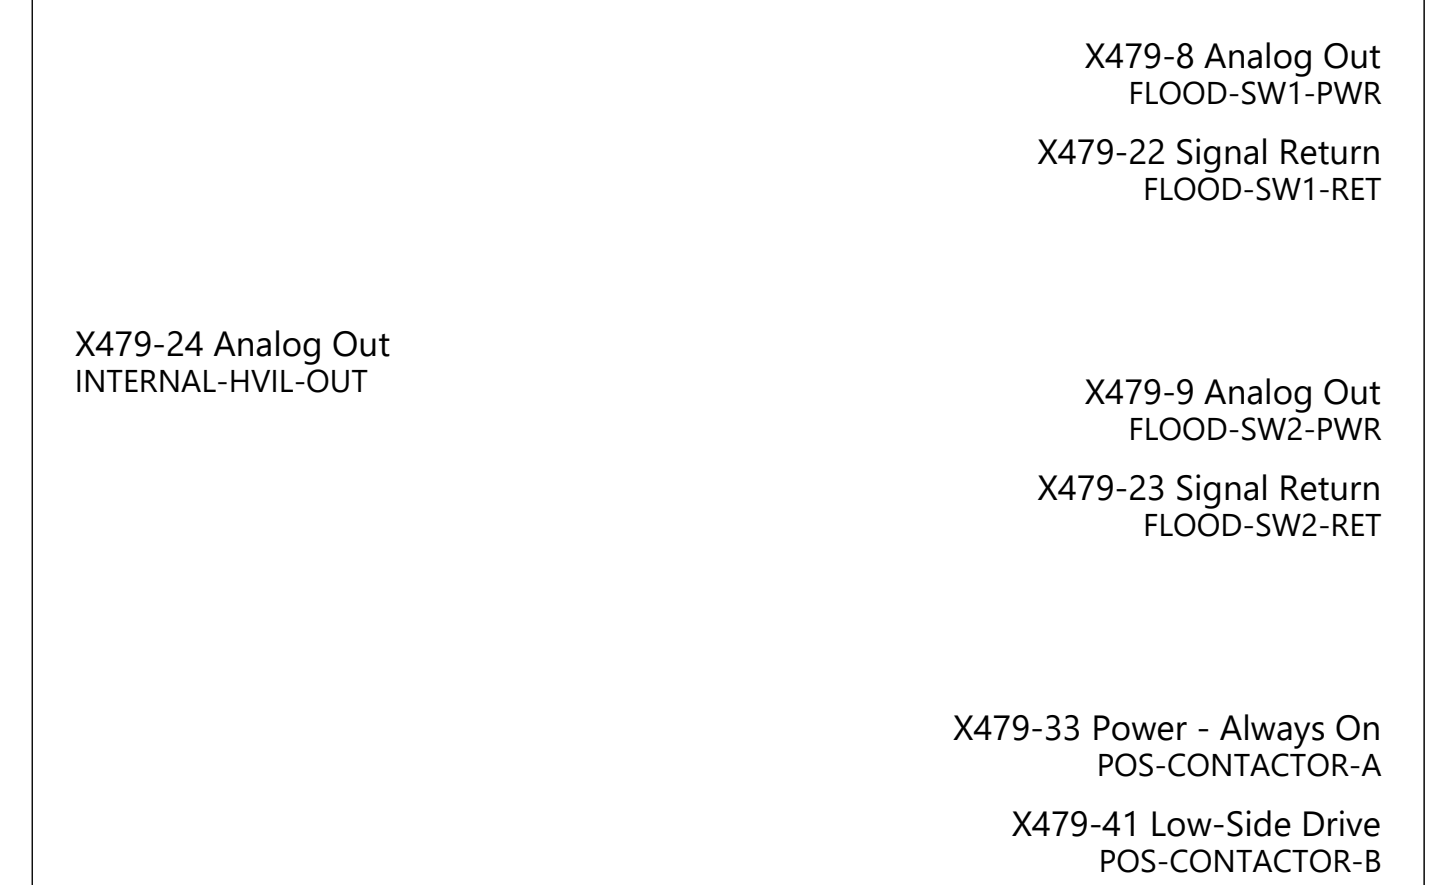 X479-8 Analog Out
FLOOD-SW1-PWR
X479-22 Signal Return
FLOOD-SW1-RET
X479-24 Analog Out
INTERNAL-HVIL-OUT
X479-9 Analog Out
FLOOD-SW2-PWR
X479-23 Signal Return
FLOOD-SW2-RET
X479-33 Power - Always On
POS-CONTACTOR-A
X479-41 Low-Side Drive
POS-CONTACTOR-B